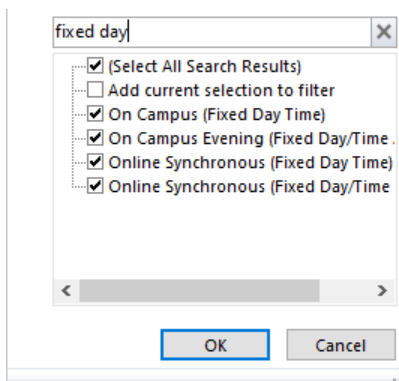 fixed day
(Select All Search Results)
Add current selection to filter
On Campus (Fixed Day Time)
On Campus Evening (Fixed Day/Time
Online Synchronous (Fixed Day Time)
Online Synchronous (Fixed Day/Time
OK
Cancel